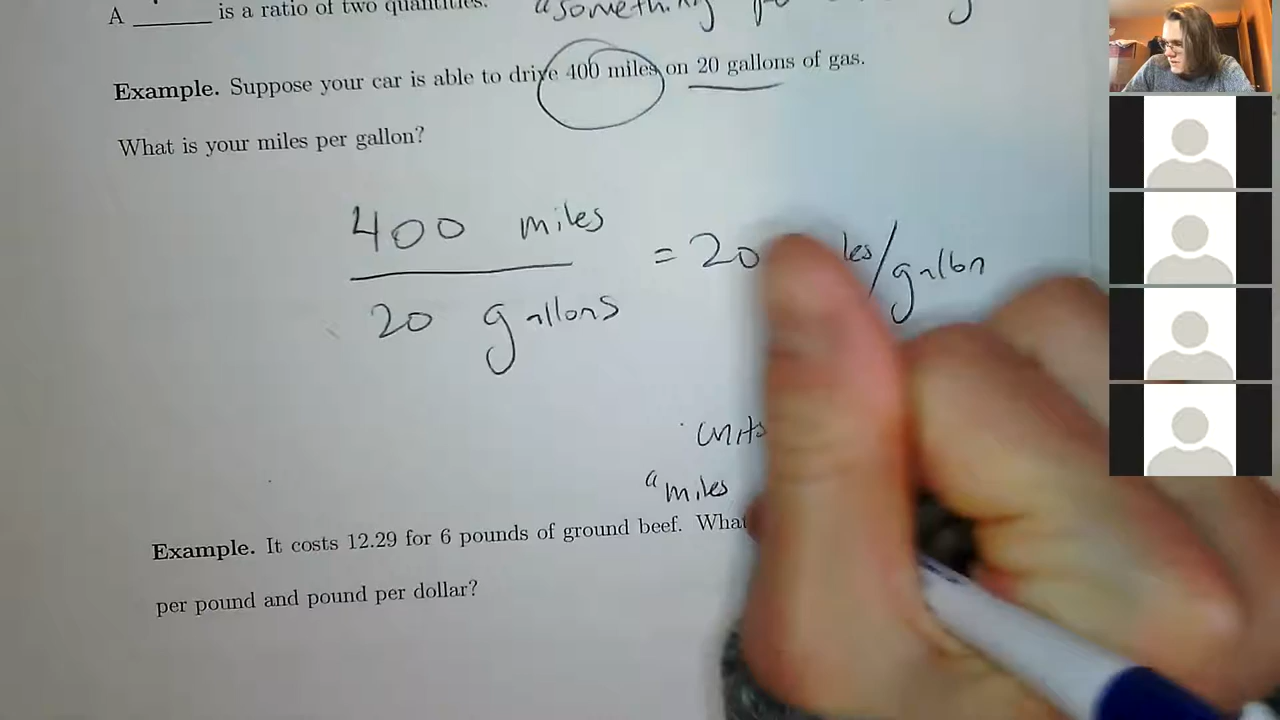 A ______ is a ratio of two quantities. "something
Example. Suppose your car is able to drive 400 miles on 20 gallons of gas.
What is your miles per gallon?
400 miles
20 gallons
= 20 les/gallon
units
"miles
Example. It costs 12.29 for 6 pounds of ground beef. What
per pound and pound per dollar?